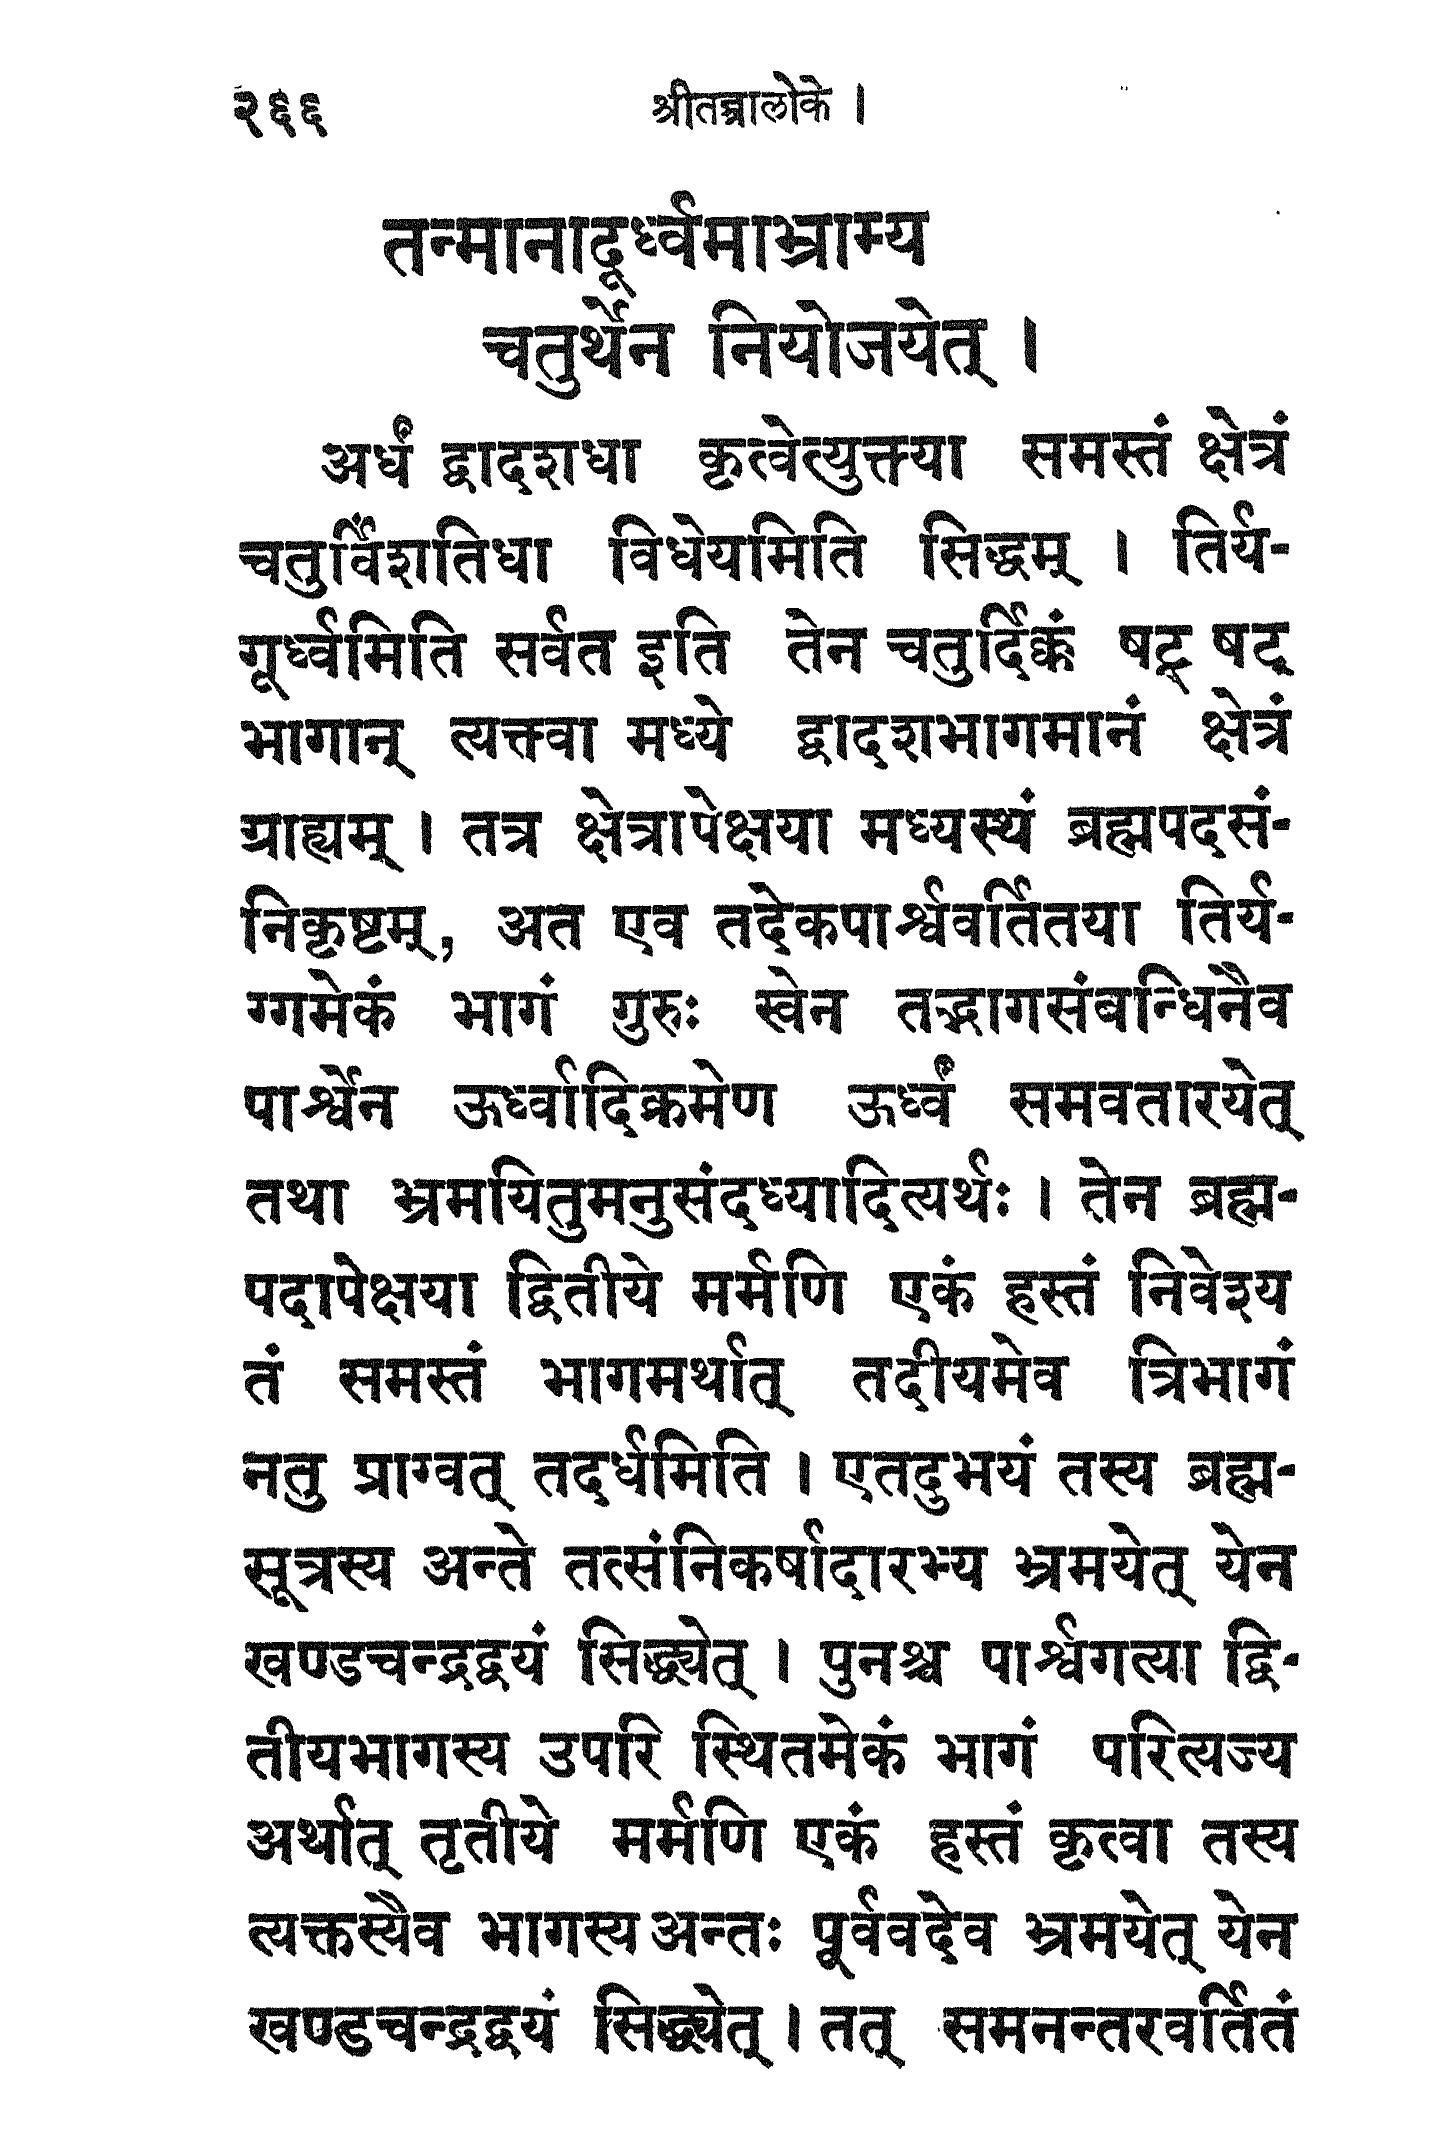 २६६ श्रीतन्त्रालोके ।
तन्मानादूर्ध्वमाभ्राम्य
चतुर्थेन नियोजयेत् ।
अर्धं द्वादशधा कृत्वेत्युक्त्या समस्तं क्षेत्रं
चतुर्विंशतिधा विधेयमिति सिद्धम् । तिर्य-
गूर्ध्वमिति सर्वत इति तेन चतुर्दिक्कं षट् षट्
भागान् त्यक्त्वा मध्ये द्वादशभागमानं क्षेत्रं
ग्राह्यम् । तत्र क्षेत्रापेक्षया मध्यस्थं ब्रह्मपदसं-
निकृष्टम्, अत एव तदेकपार्श्ववर्तितया तिर्य-
ग्गमेकं भागं गुरुः स्वेन तद्भागसंबन्धिनैव
पार्श्वेन ऊर्ध्वादिक्रमेण ऊर्ध्वं समवतारयेत्
तथा भ्रमयितुमनुसंदध्यादित्यर्थः । तेन ब्रह्म-
पदापेक्षया द्वितीये मर्मणि एकं हस्तं निवेश्य
तं समस्तं भागमर्थात् तदीयमेव त्रिभागं
नतु प्राग्वत् तदर्धमिति । एतदुभयं तस्य ब्रह्म-
सूत्रस्य अन्ते तत्संनिकर्षादारभ्य भ्रमयेत् येन
खण्डचन्द्रद्वयं सिद्ध्येत् । पुनश्च पार्श्वगत्या द्वि-
तीयभागस्य उपरि स्थितमेकं भागं परित्यज्य
अर्थात् तृतीये मर्मणि एकं हस्तं कृत्वा तस्य
त्यक्तस्यैव भागस्य अन्तः पूर्ववदेव भ्रमयेत् येन
खण्डचन्द्रद्वयं सिद्ध्येत् । तत् समनन्तरवर्तितं